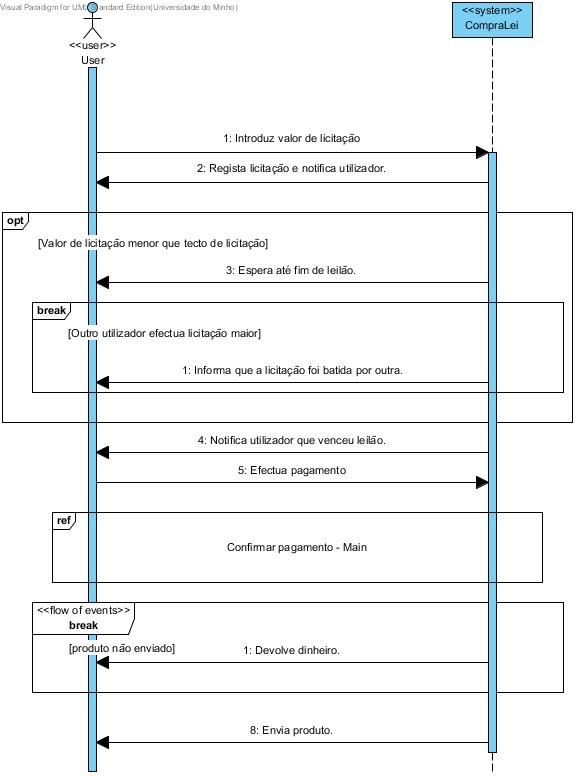 Visual Paradigm for UML Standard Edition(Universidade do Minho)
<<user>>
User
<<system>>
CompraLei
1: Introduz valor de licitação
2: Regista licitação e notifica utilizador.
opt
[Valor de licitação menor que tecto de licitação]
3: Espera até fim de leilão.
break
[Outro utilizador efectua licitação maior]
1: Informa que a licitação foi batida por outra.
4: Notifica utilizador que venceu leilão.
5: Efectua pagamento
ref
Confirmar pagamento - Main
<<flow of events>>
break
[produto não enviado]
1: Devolve dinheiro.
8: Envia produto.